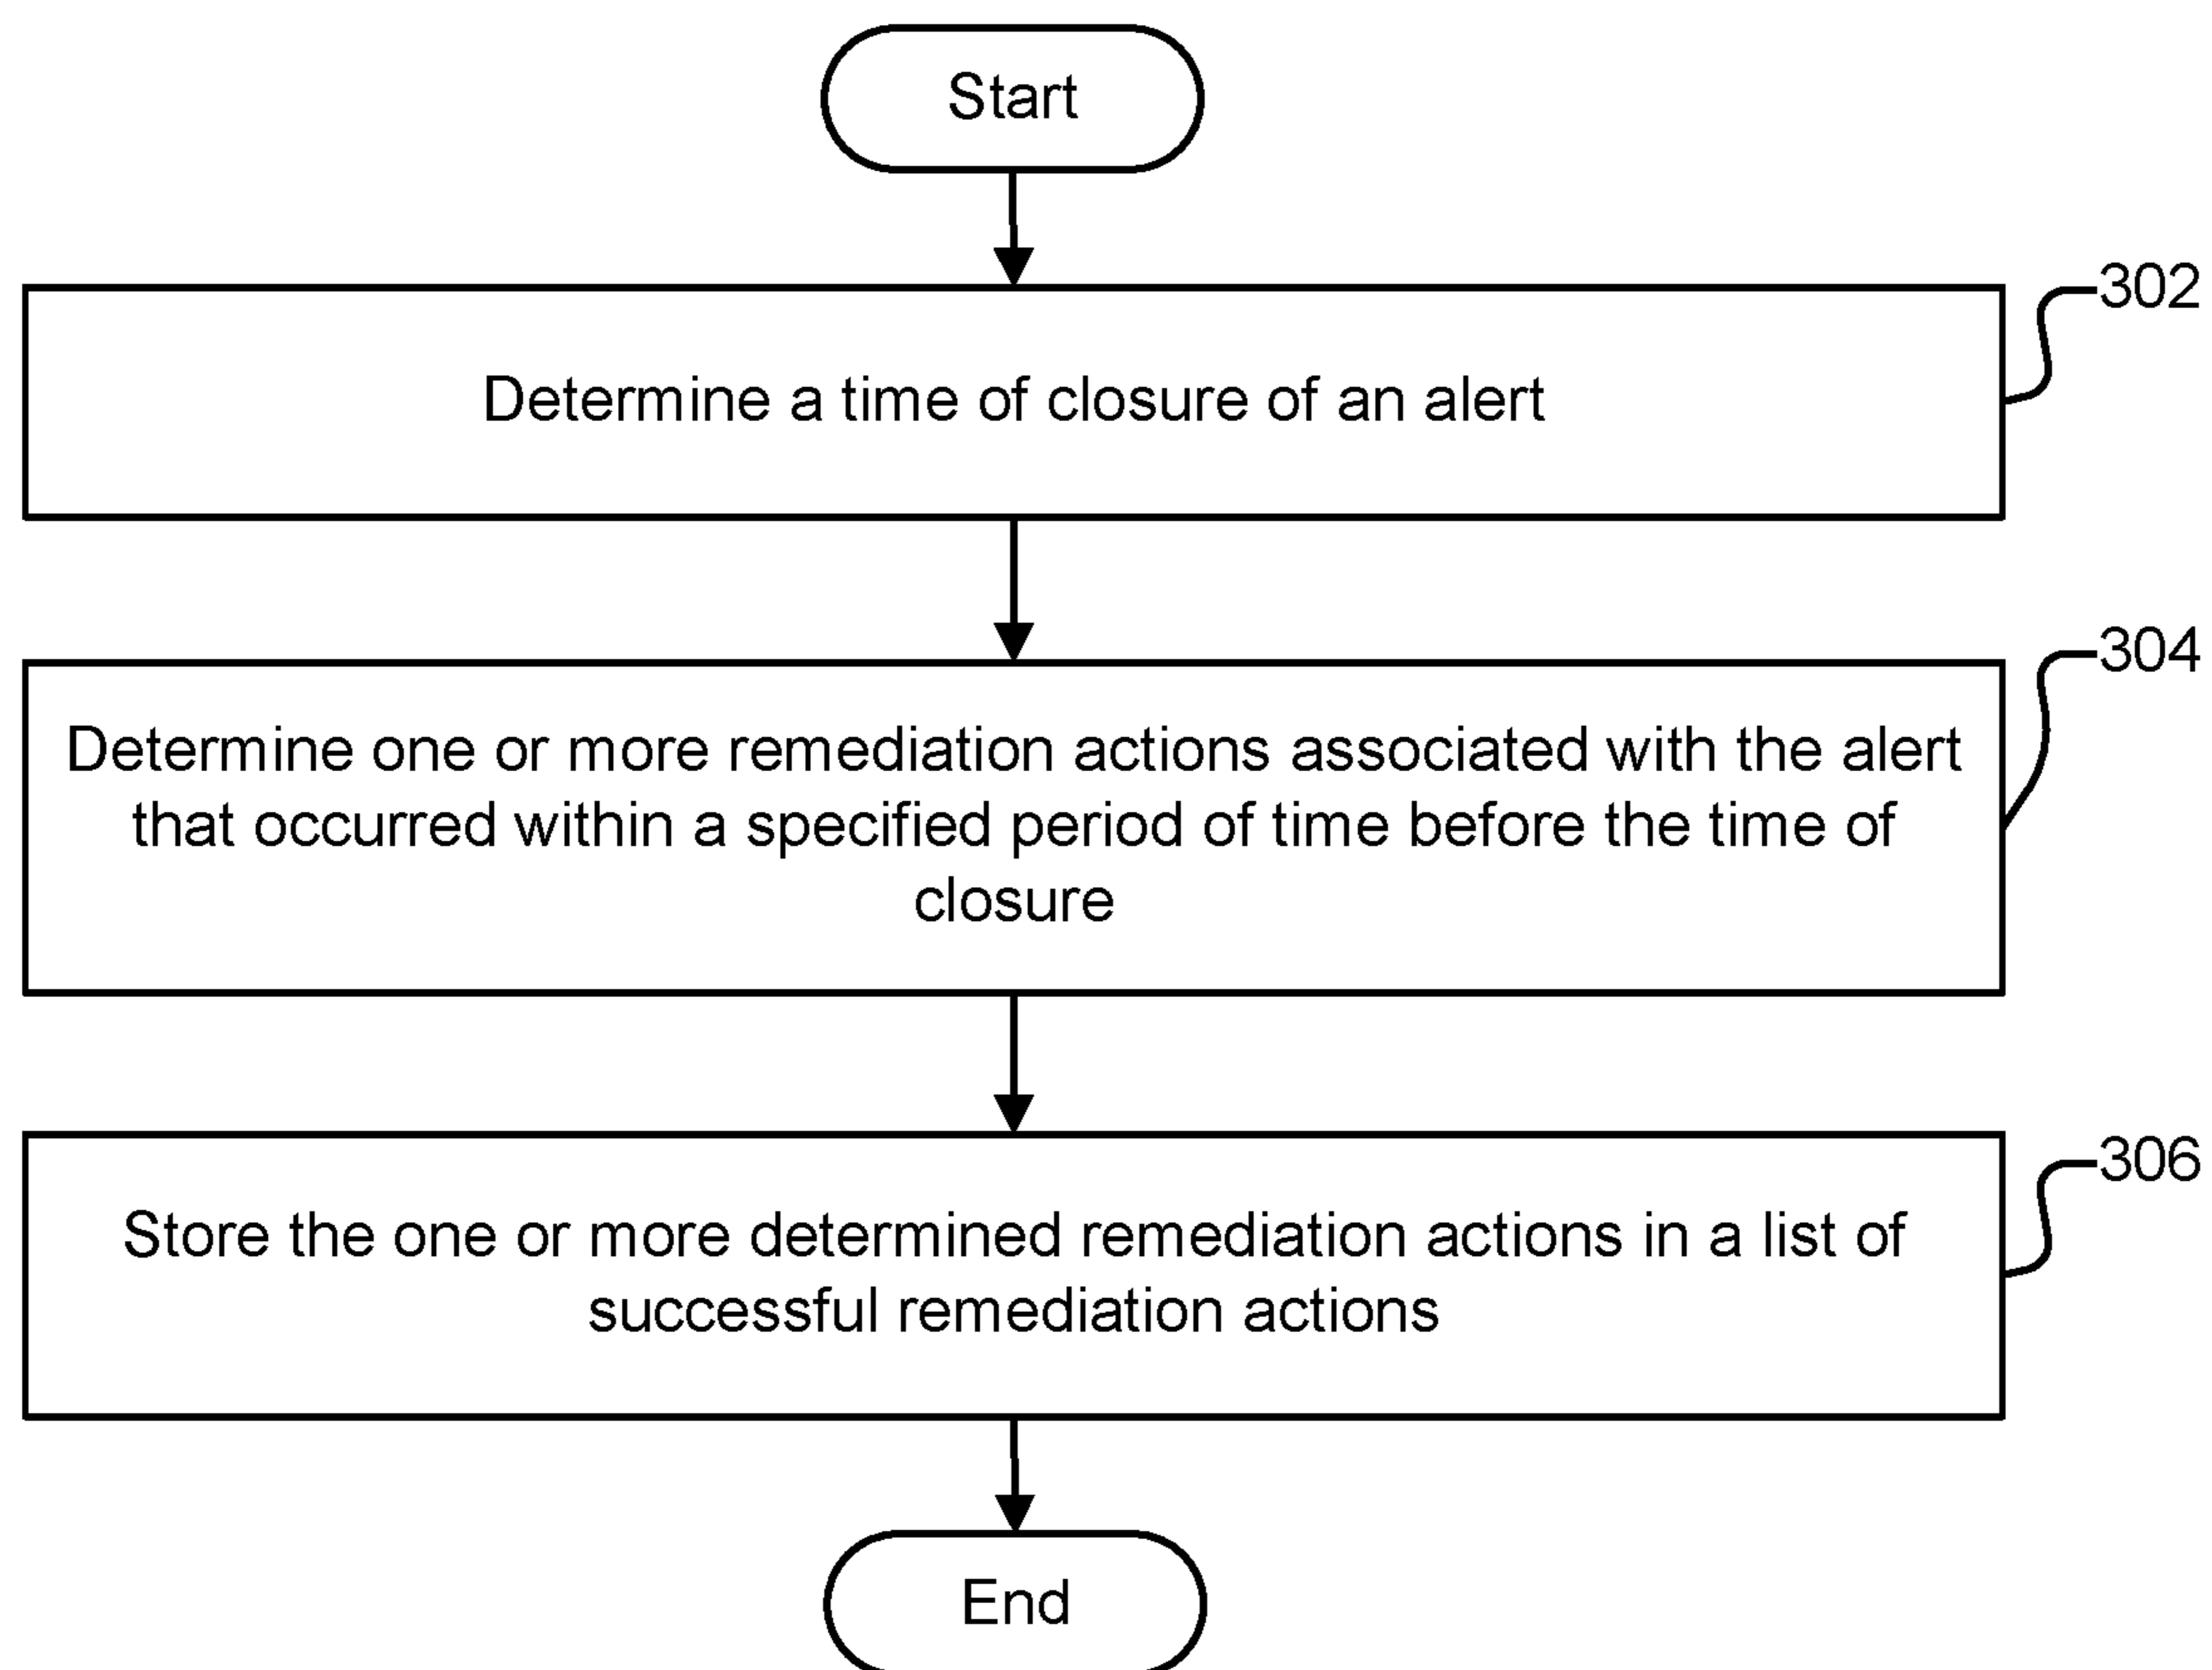 Start
302
Determine a time of closure of an alert
304
Determine one or more remediation actions associated with the alert
that occurred within a specified period of time before the time of
closure
306
Store the one or more determined remediation actions in a list of
successful remediation actions
End